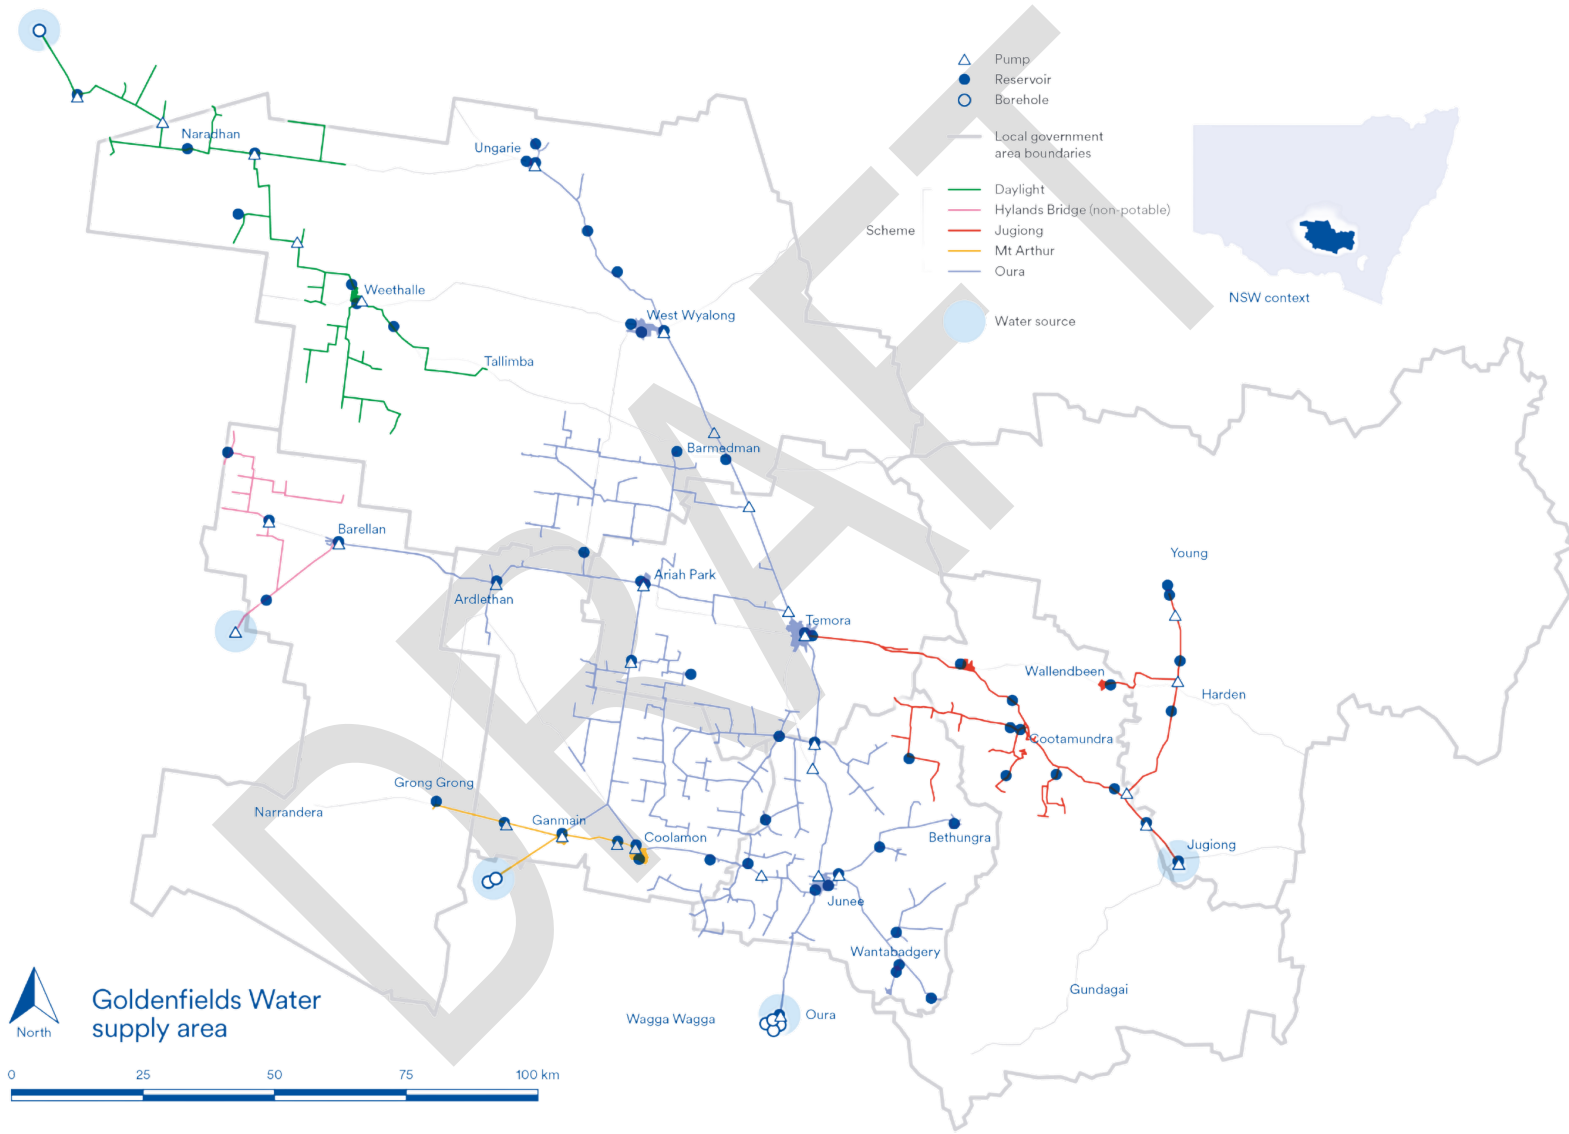 Pump
Reservoir
Borehole
Local government
area boundaries
Scheme
Daylight
Hylands Bridge (non-potable)
Jugiong
Mt Arthur
Oura
Water source
NSW context
Naradhan
Ungarie
Weethalle
West Wyalong
Tallimba
Barmedman
Barellan
Ardlethan
Ariah Park
Temora
Young
Wallendbeen
Harden
Cootamundra
Grong Grong
Narrandera
Ganmain
Coolamon
Bethungra
Jugiong
Junee
Wantabadgery
Gundagai
Wagga Wagga
Oura
DRAFT
North
Goldenfields Water
supply area
0 25 50 75 100 km